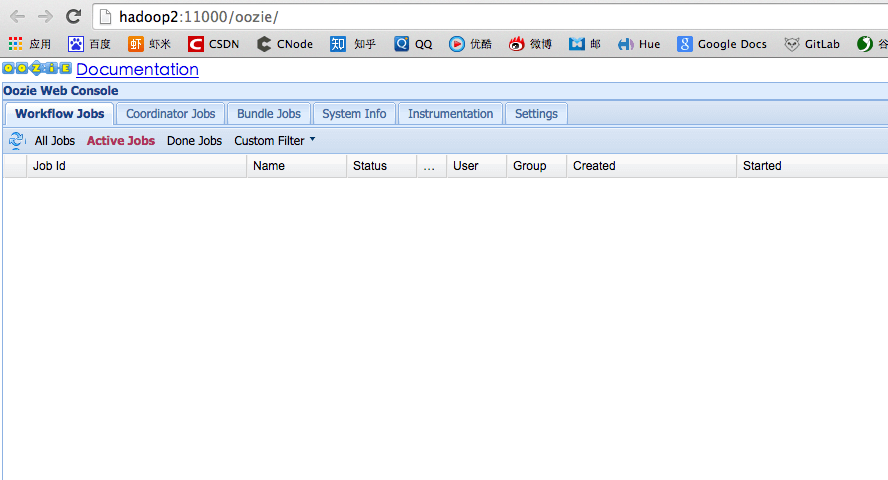 hadoop2:11000/oozie/
应用 百度 虾米 CSDN CNode 知乎 QQ 优酷 微博 邮 Hue Google Docs GitLab 谷
OOZIE Documentation
Oozie Web Console
Workflow Jobs Coordinator Jobs Bundle Jobs System Info Instrumentation Settings
All Jobs Active Jobs Done Jobs Custom Filter
Job Id Name Status ... User Group Created Started